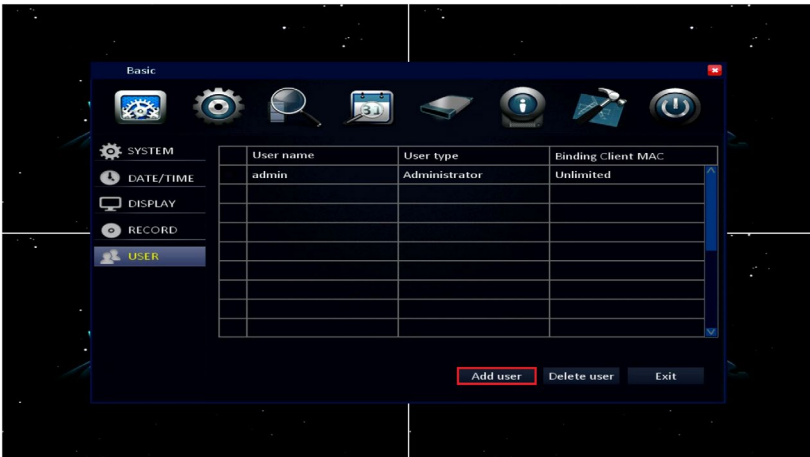 Basic
31
SYSTEM
DATE/TIME
DISPLAY
RECORD
USER
User name User type Binding Client MAC
admin Administrator Unlimited
Add user Delete user Exit